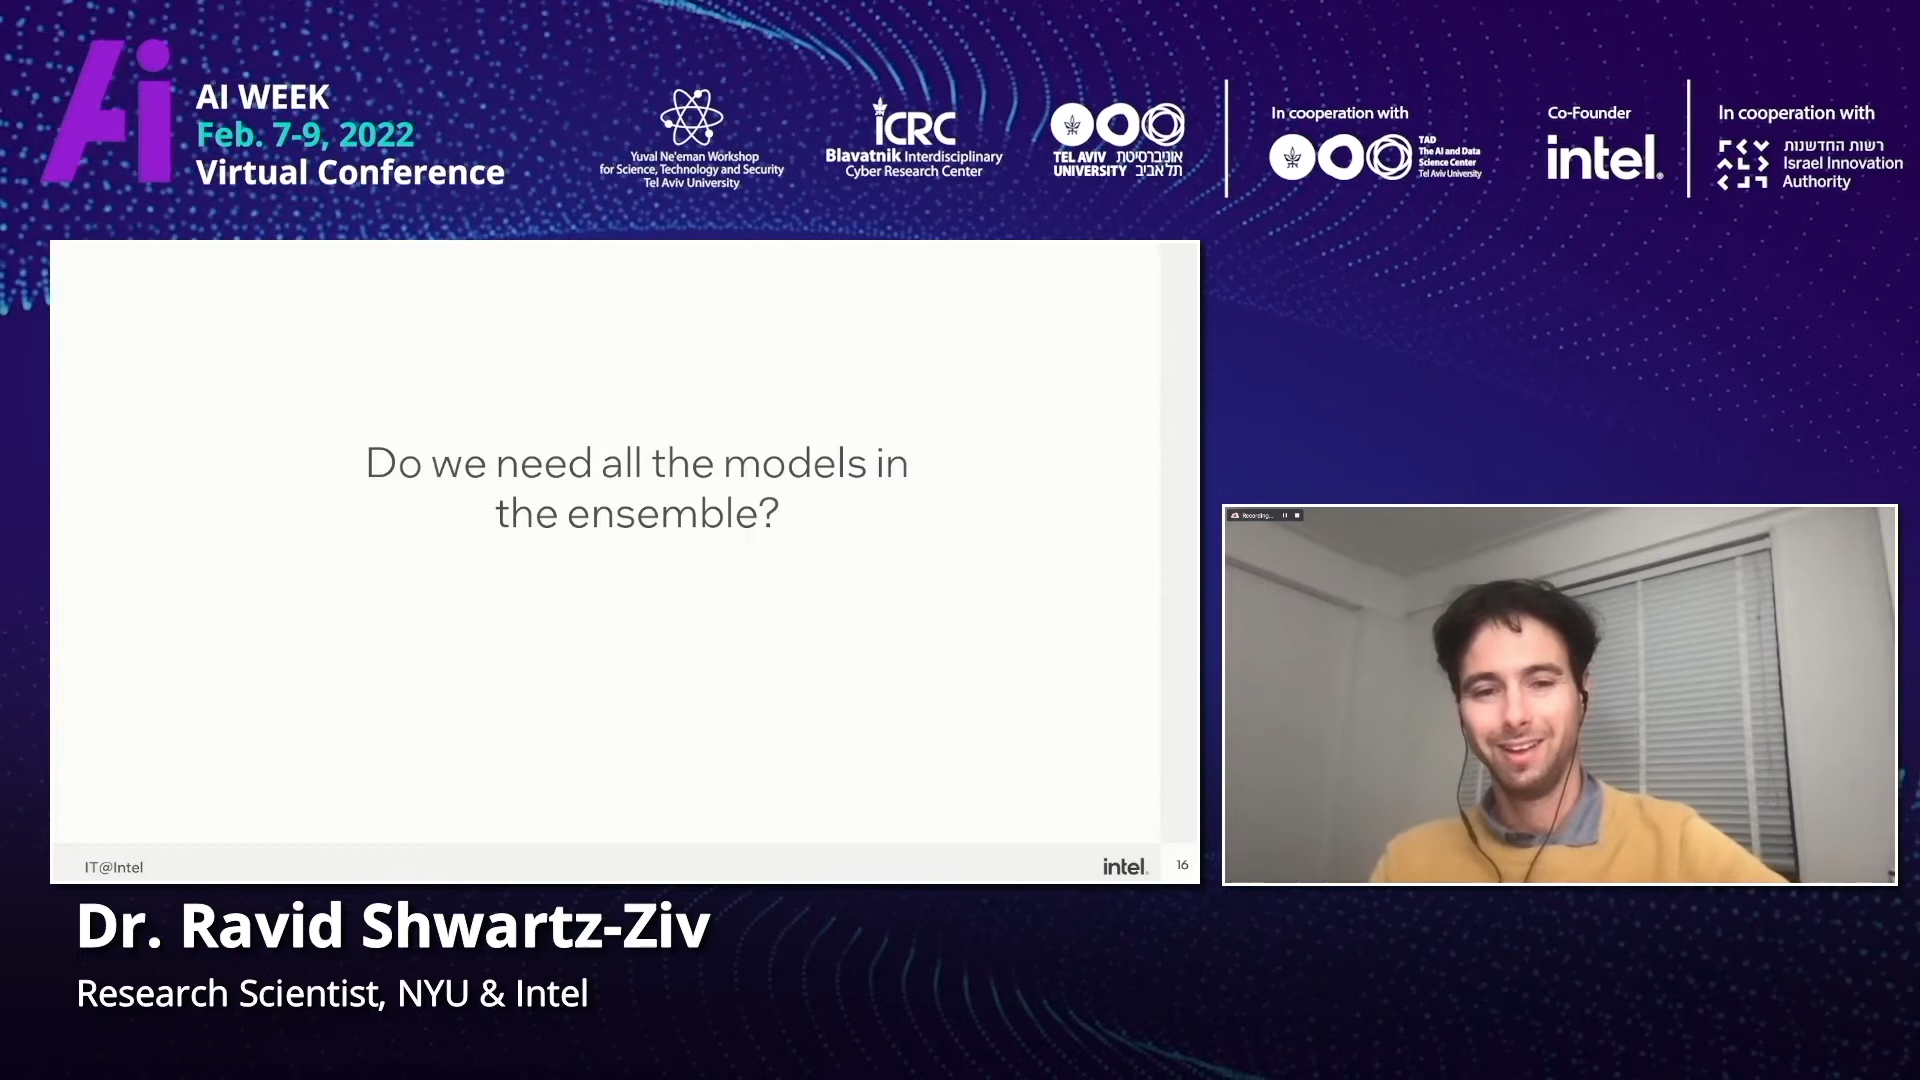 Ai
AI WEEK
Feb. 7-9, 2022
Virtual Conference
Yuval Ne'eman Workshop
for Science, Technology and Security
Tel Aviv University
iCRC
Blavatnik Interdisciplinary
Cyber Research Center
TEL AVIV אוניברסיטת
UNIVERSITY תל אביב
In cooperation with
TAD
The AI and Data
Science Center
Tel Aviv University
Co-Founder
intel.
In cooperation with
רשות החדשנות
Israel Innovation
Authority
Do we need all the models in
the ensemble?
IT@Intel
intel.
16
Recording...
Dr. Ravid Shwartz-Ziv
Research Scientist, NYU & Intel